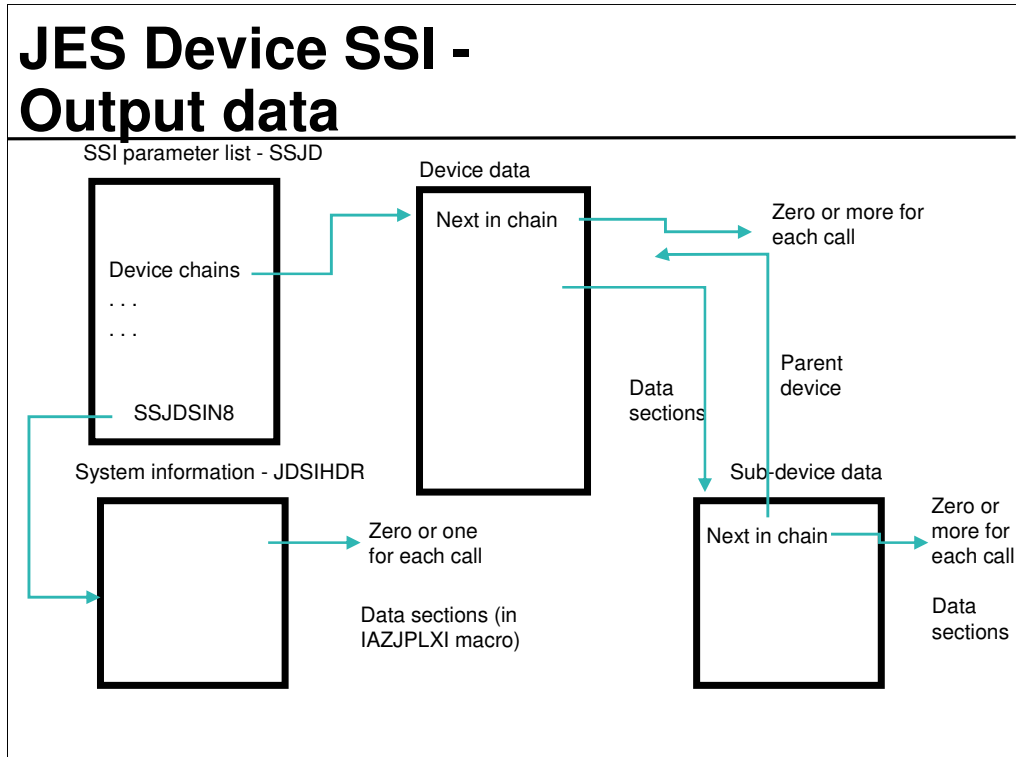 JES Device SSI -
Output data
SSI parameter list - SSJD
Device chains
. . .
. . .
SSJDSIN8
Device data
Next in chain
Zero or more for
each call
Parent
device
Data
sections
System information - JDSIHDR
Zero or one
for each call
Data sections (in
IAZJPLXI macro)
Sub-device data
Next in chain
Zero or
more for
each call
Data
sections